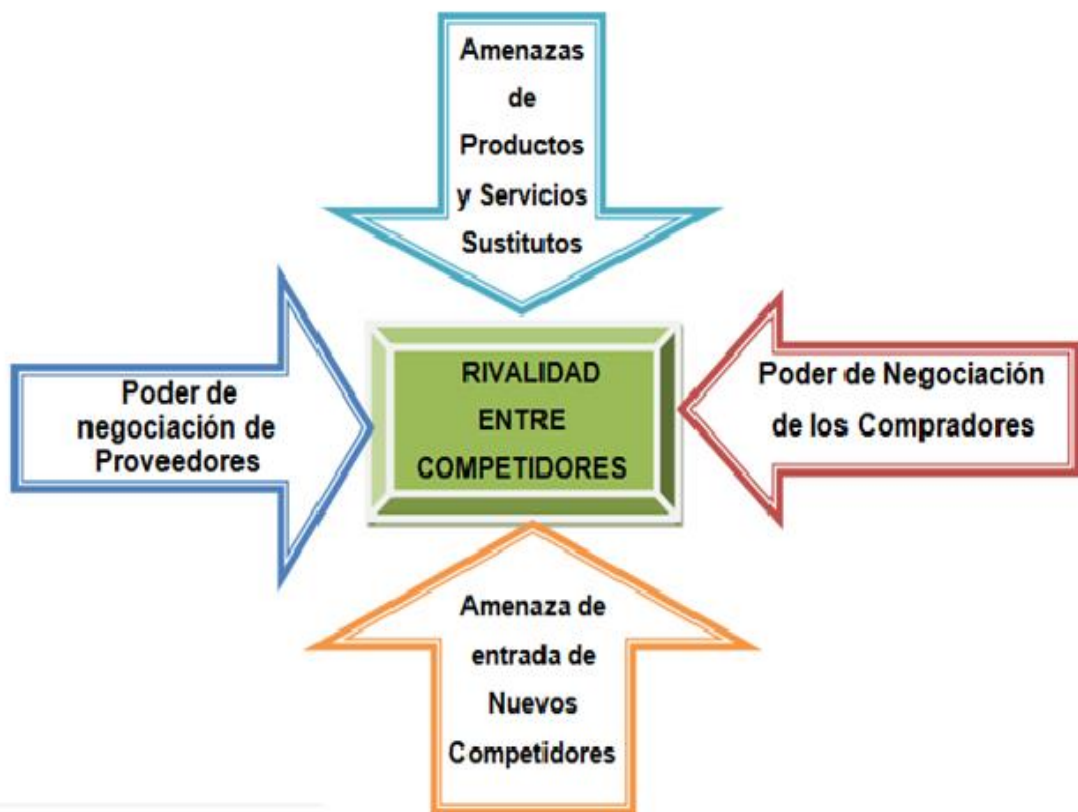 Amenazas
de
Productos
y Servicios
Sustitutos
Poder de
negociación de
Proveedores
RIVALIDAD
ENTRE
COMPETIDORES
Poder de Negociación
de los Compradores
Amenaza de
entrada de
Nuevos
Competidores